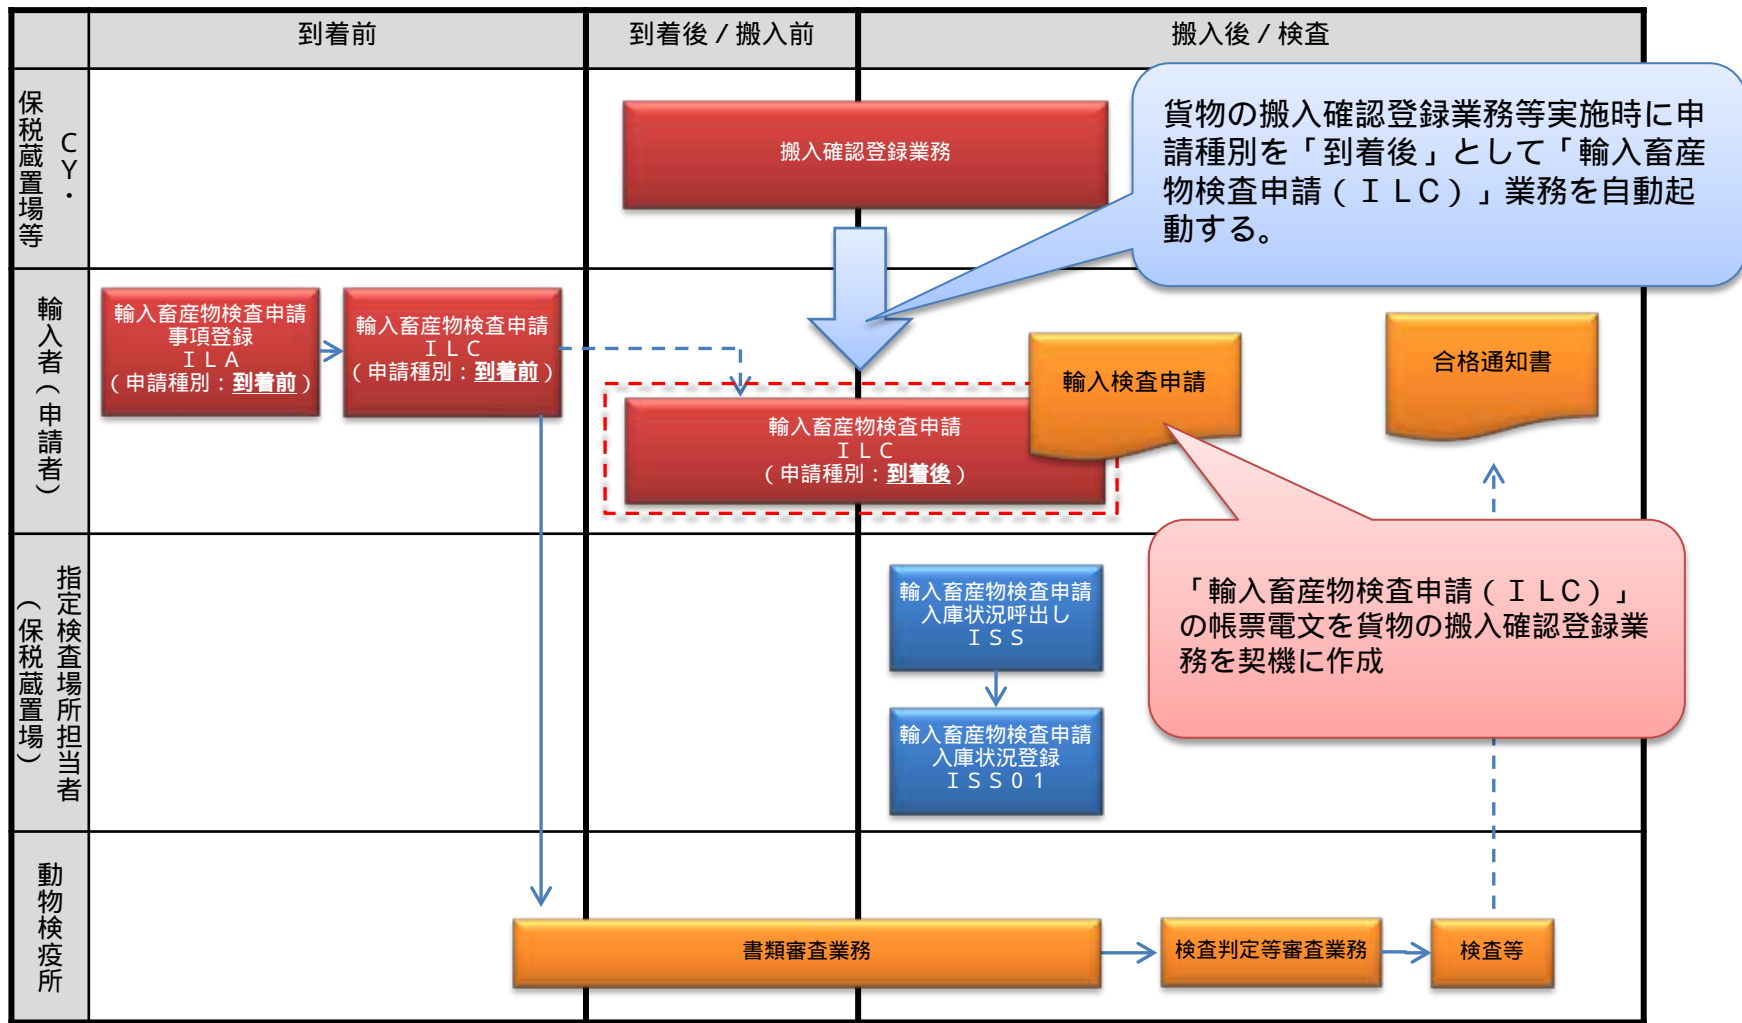 到着前
到着後／搬入前
搬入後／検査
ＣＹ・
保税蔵置場等
搬入確認登録業務
貨物の搬入確認登録業務等実施時に申
請種別を「到着後」として「輸入畜産
物検査申請（ＩＬＣ）」業務を自動起
動する。
輸入者（申請者）
輸入畜産物検査申請
事項登録
ＩＬＡ
（申請種別：到着前）
輸入畜産物検査申請
ＩＬＣ
（申請種別：到着前）
輸入畜産物検査申請
ＩＬＣ
（申請種別：到着後）
輸入検査申請
合格通知書
「輸入畜産物検査申請（ＩＬＣ）」
の帳票電文を貨物の搬入確認登録業
務を契機に作成
指定検査場所担当者
（保税蔵置場）
輸入畜産物検査申請
入庫状況呼出し
ＩＳＳ
輸入畜産物検査申請
入庫状況登録
ＩＳＳ０１
動物検疫所
書類審査業務
検査判定等審査業務
検査等